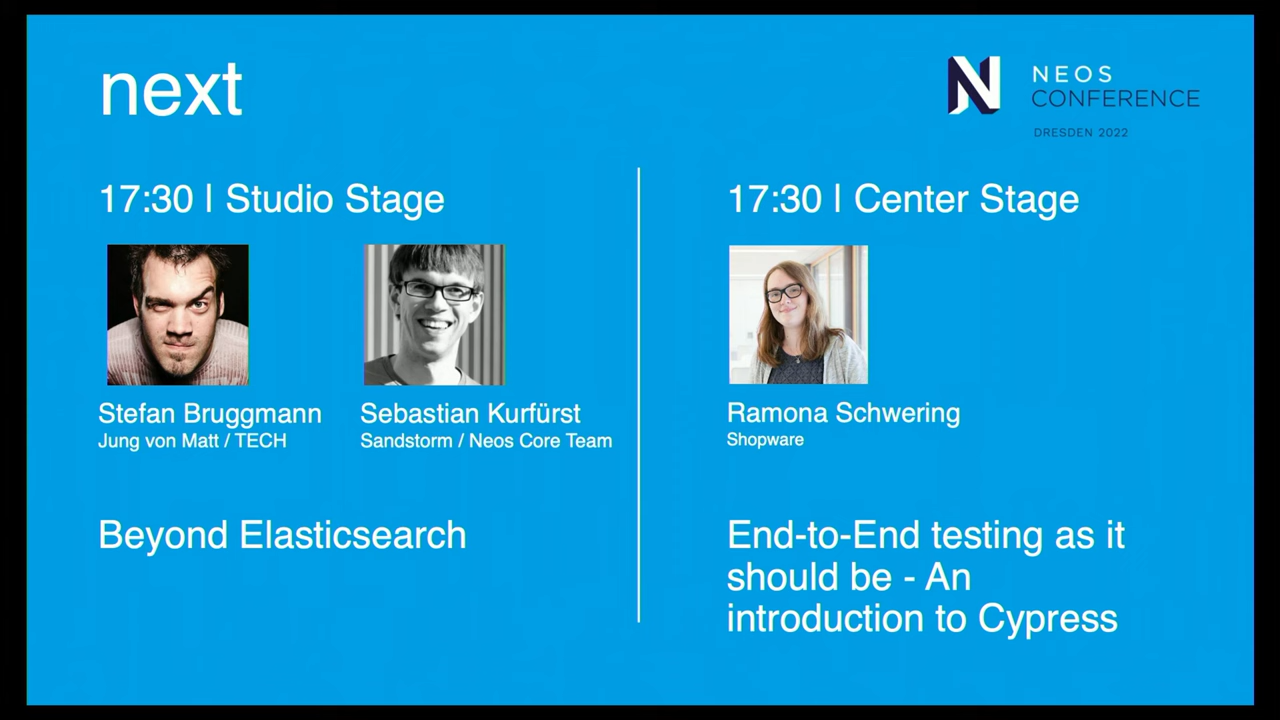 next
NEOS
CONFERENCE
DRESDEN 2022
17:30 | Studio Stage
Stefan Bruggmann
Jung von Matt / TECH
Sebastian Kurfürst
Sandstorm / Neos Core Team
Beyond Elasticsearch
17:30 | Center Stage
Ramona Schwering
Shopware
End-to-End testing as it
should be - An
introduction to Cypress